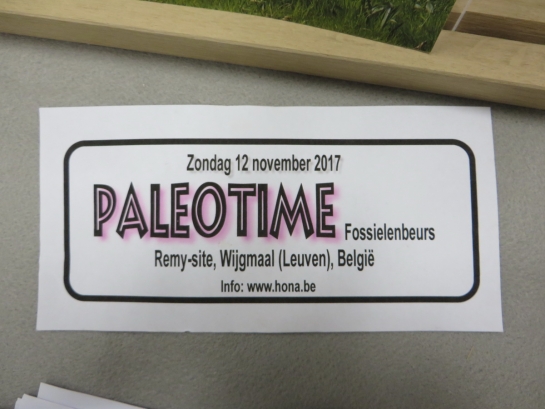 Zondag 12 november 2017
PALEOTIME Fossielenbeurs
Remy-site, Wijgmaal (Leuven), België
Info: www.hona.be